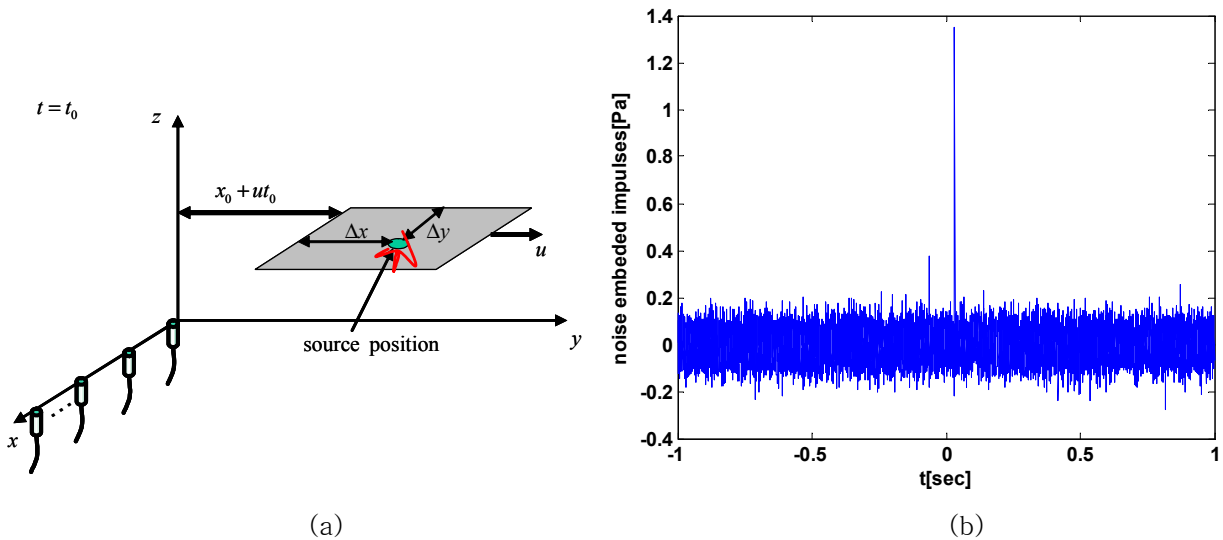 t = t₀
z
x₀ + ut₀
Δx
Δy
u
source position
y
x
(a)
1.4
1.2
1
0.8
0.6
0.4
0.2
0
-0.2
-0.4
noise embeded impulses[Pa]
-1
-0.5
0
0.5
1
t[sec]
(b)